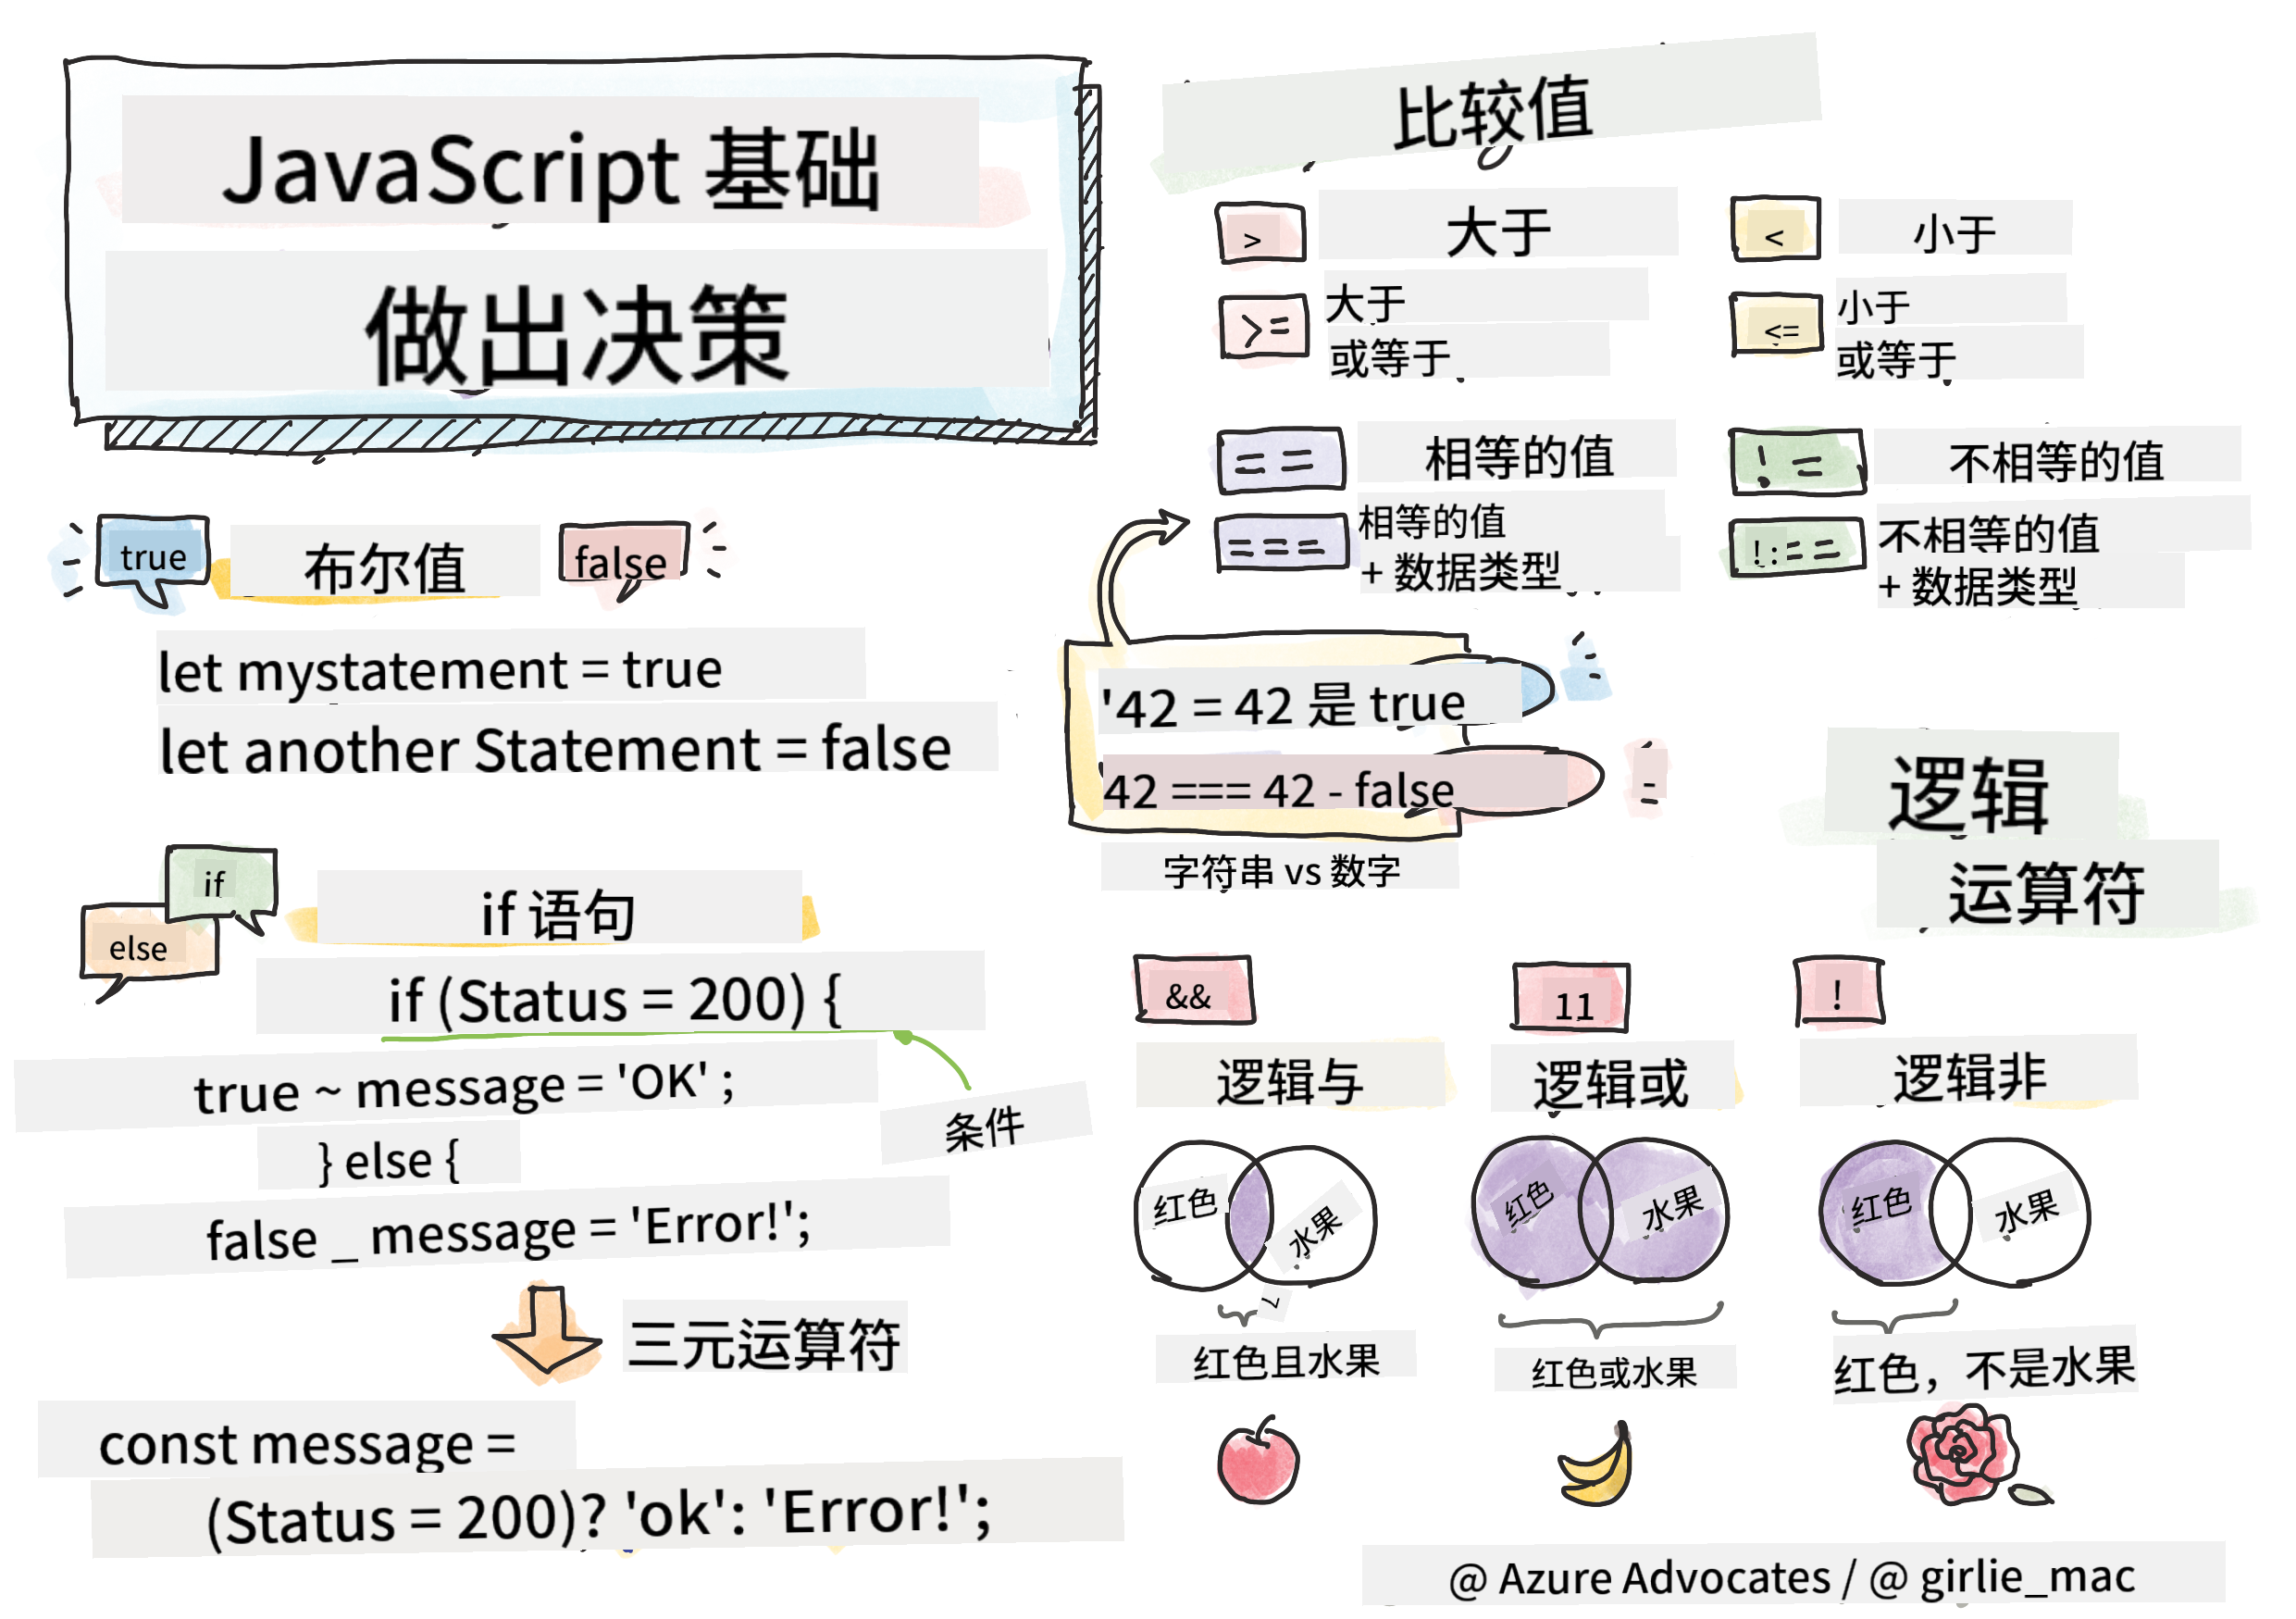 JavaScript 基础
做出决策
true
布尔值
false
let mystatement = true
let another Statement = false
if
else
if 语句
if (Status = 200) {
true ~ message = 'OK' ;
条件
} else {
false _ message = 'Error!';
三元运算符
const message =
(Status = 200)? 'ok': 'Error!';
比较值
>
大于
<
小于
>=
大于
或等于
<=
小于
或等于
==
相等的值
!=
不相等的值
===
相等的值
+ 数据类型
!:==
不相等的值
+ 数据类型
'42 = 42 是 true
42 === 42 - false
字符串 vs 数字
逻辑
运算符
&&
逻辑与
11
逻辑或
!
逻辑非
红色
水果
红色
水果
红色
水果
红色且水果
红色或水果
红色，不是水果
@ Azure Advocates / @ girlie_mac